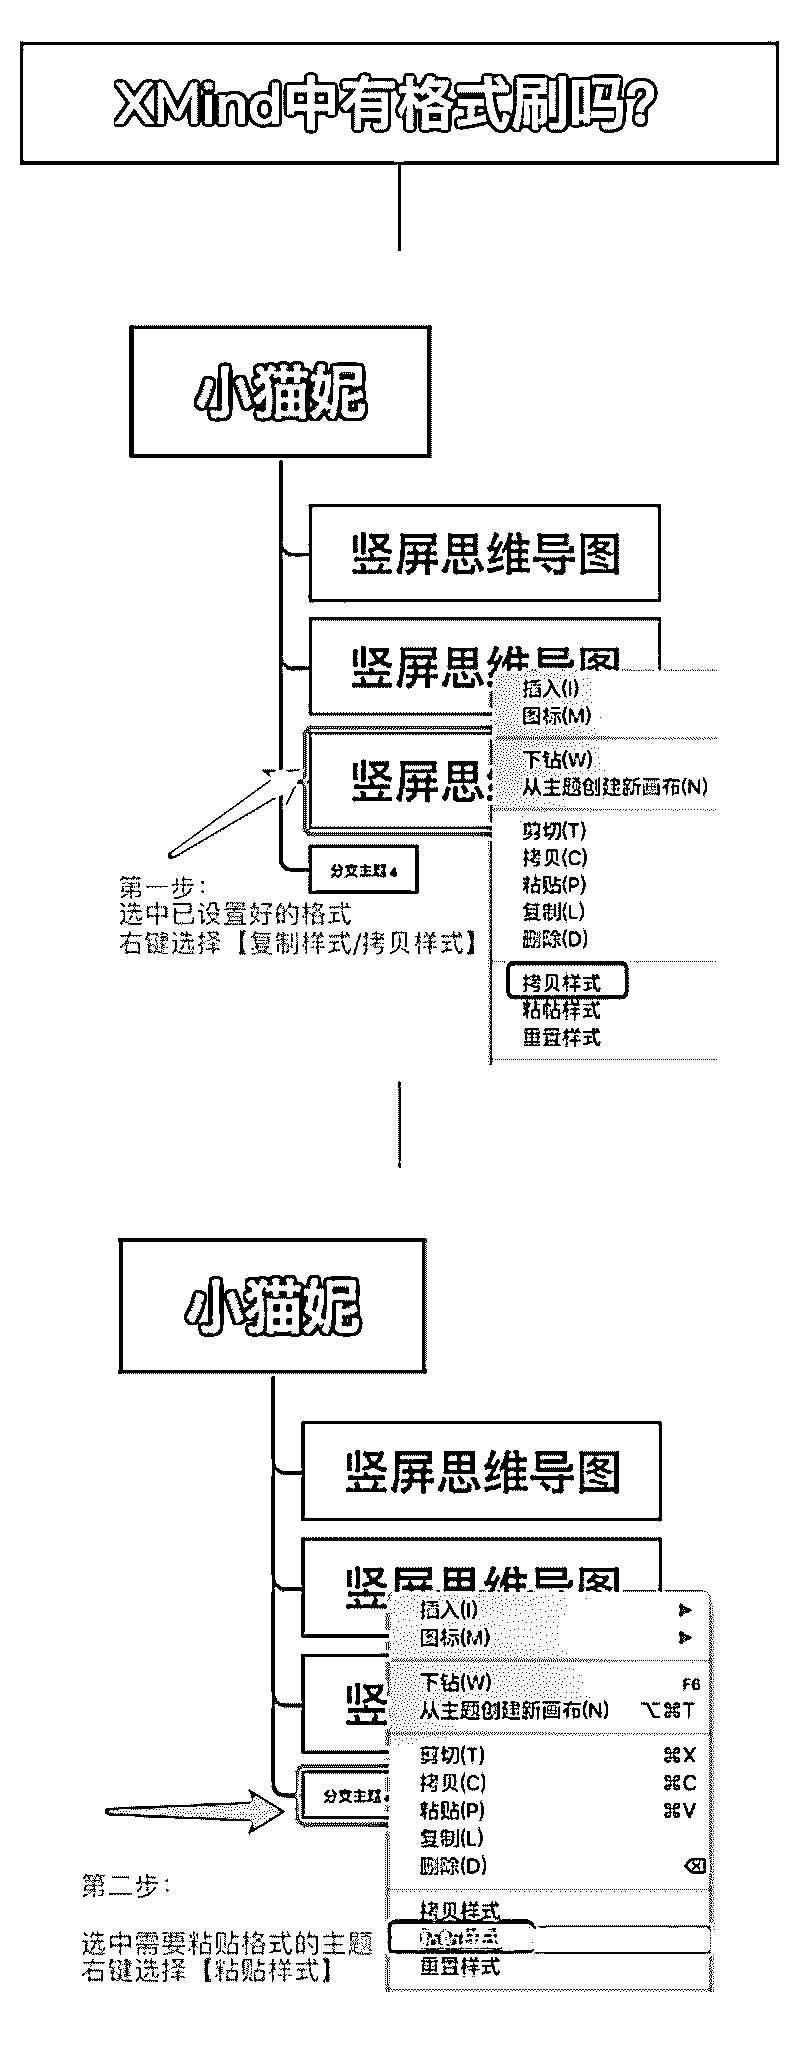 XMind中有格式刷吗?
小猫妮
竖屏思维导图
竖屏思维导图
竖屏思
插入(I)
图标(M)
下钻(W)
从主题创建新画布(N)
剪切(T)
拷贝(C)
粘贴(P)
复制(L)
删除(D)
拷贝样式
粘帖样式
重置样式
分支主题 4
第一步:
选中已设置好的格式
右键选择【复制样式/拷贝样式】
小猫妮
竖屏思维导图
竖屏思维导图
竖
插入(I)
图标(M)
下钻(W) F6
从主题创建新画布(N) ⌥⌘T
剪切(T) ⌘X
拷贝(C) ⌘C
粘贴(P) ⌘V
复制(L)
删除(D) ⌫
拷贝样式
重置样式
分支主题
第二步:
选中需要粘贴格式的主题
右键选择【粘贴样式】